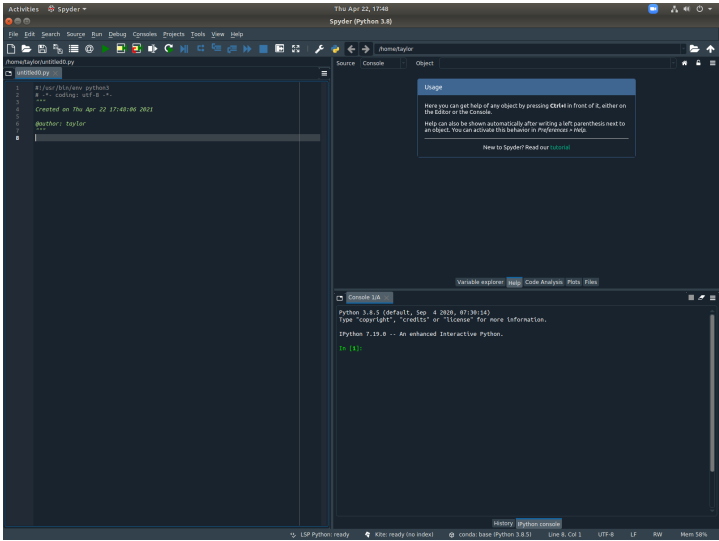 Activities Spyder Thu Apr 22, 17:48
Spyder (Python 3.8)
File Edit Search Source Run Debug Consoles Projects Tools View Help
/home/taylor
/home/taylor/untitled0.py
untitled0.py
1 #!/usr/bin/env python3
2 # -*- coding: utf-8 -*-
3 """
4 Created on Thu Apr 22 17:48:06 2021
5
6 @author: taylor
7 """
8
Source Console Object
Usage
Here you can get help of any object by pressing Ctrl+I in front of it, either on
the Editor or the Console.
Help can also be shown automatically after writing a left parenthesis next to
an object. You can activate this behavior in Preferences > Help.
New to Spyder? Read our tutorial
Variable explorer Help Code Analysis Plots Files
Console 1/A
Python 3.8.5 (default, Sep 4 2020, 07:30:14)
Type "copyright", "credits" or "license" for more information.
IPython 7.19.0 -- An enhanced Interactive Python.
In [1]:
History IPython console
LSP Python: ready Kite: ready (no index) conda: base (Python 3.8.5) Line 8, Col 1 UTF-8 LF RW Mem 58%